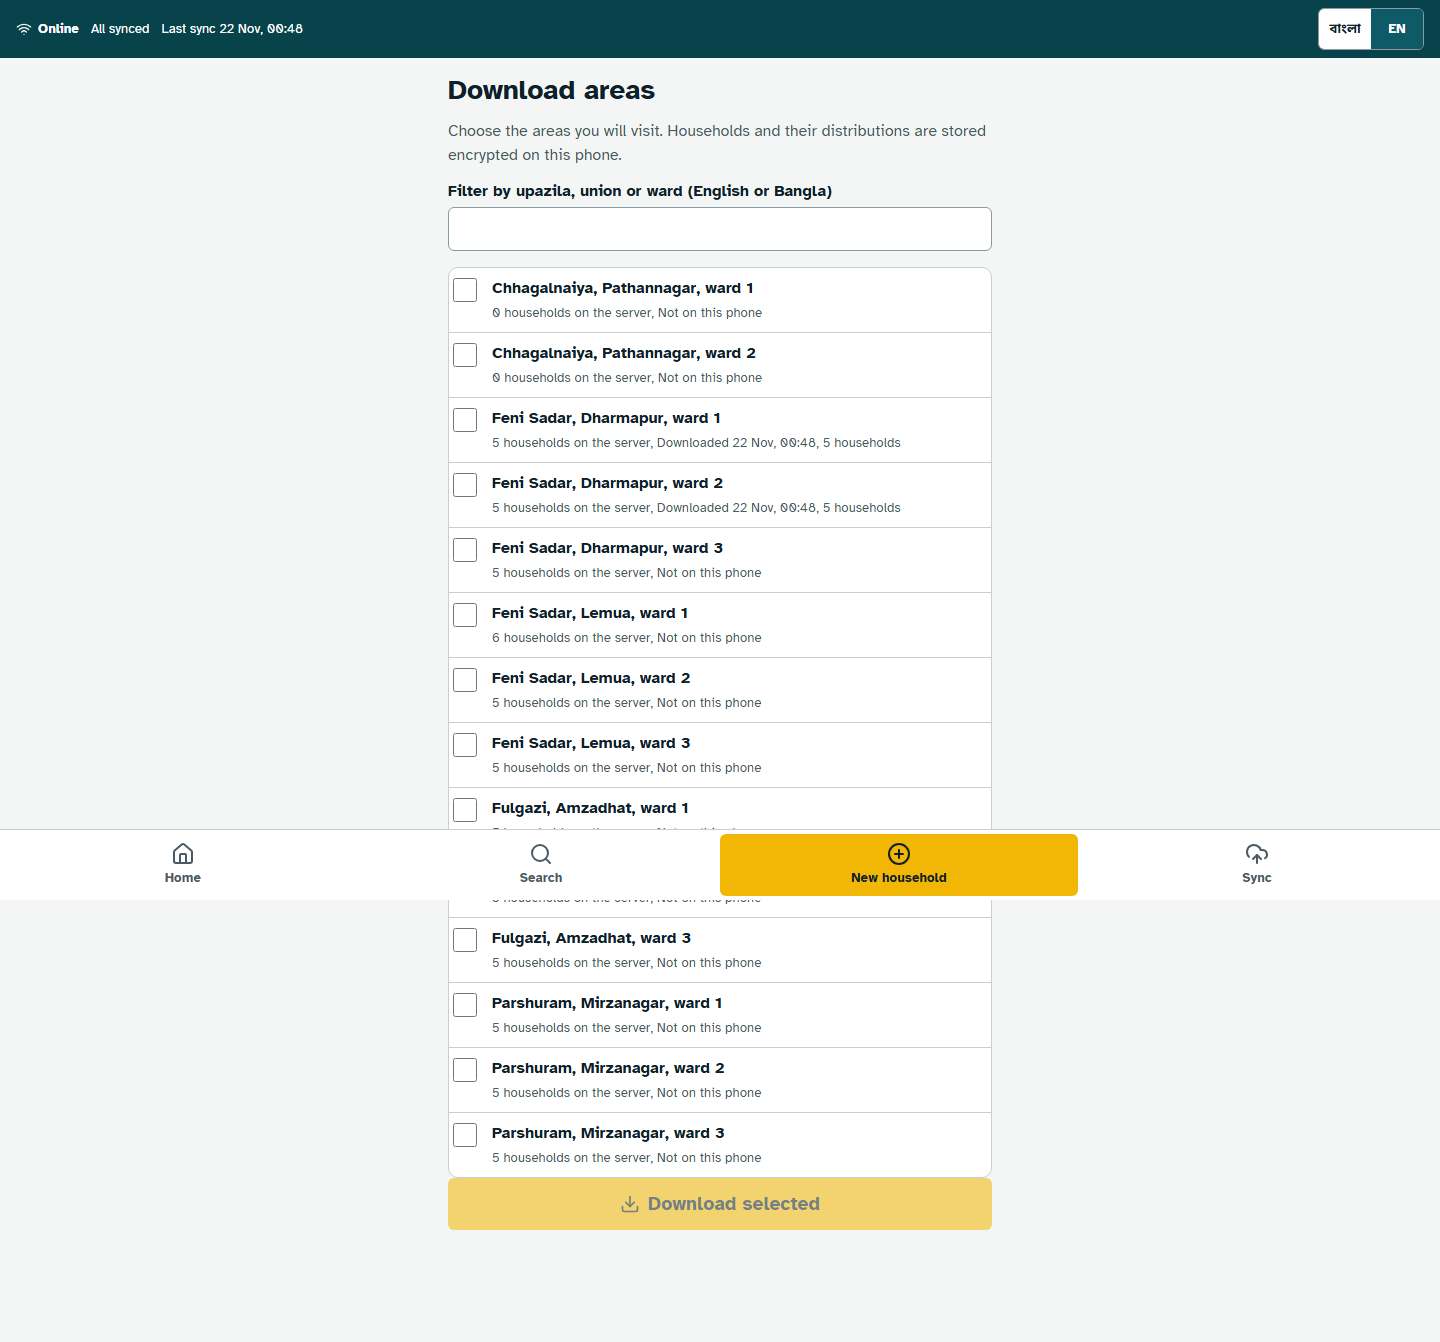 Online All synced Last sync 22 Nov, 00:48
বাংলা EN
Download areas
Choose the areas you will visit. Households and their distributions are stored
encrypted on this phone.
Filter by upazila, union or ward (English or Bangla)
Chhagalnaiya, Pathannagar, ward 1
0 households on the server, Not on this phone
Chhagalnaiya, Pathannagar, ward 2
0 households on the server, Not on this phone
Feni Sadar, Dharmapur, ward 1
5 households on the server, Downloaded 22 Nov, 00:48, 5 households
Feni Sadar, Dharmapur, ward 2
5 households on the server, Downloaded 22 Nov, 00:48, 5 households
Feni Sadar, Dharmapur, ward 3
5 households on the server, Not on this phone
Feni Sadar, Lemua, ward 1
6 households on the server, Not on this phone
Feni Sadar, Lemua, ward 2
5 households on the server, Not on this phone
Feni Sadar, Lemua, ward 3
5 households on the server, Not on this phone
Fulgazi, Amzadhat, ward 1
Home
Search
New household
Sync
Fulgazi, Amzadhat, ward 3
5 households on the server, Not on this phone
Parshuram, Mirzanagar, ward 1
5 households on the server, Not on this phone
Parshuram, Mirzanagar, ward 2
5 households on the server, Not on this phone
Parshuram, Mirzanagar, ward 3
5 households on the server, Not on this phone
Download selected